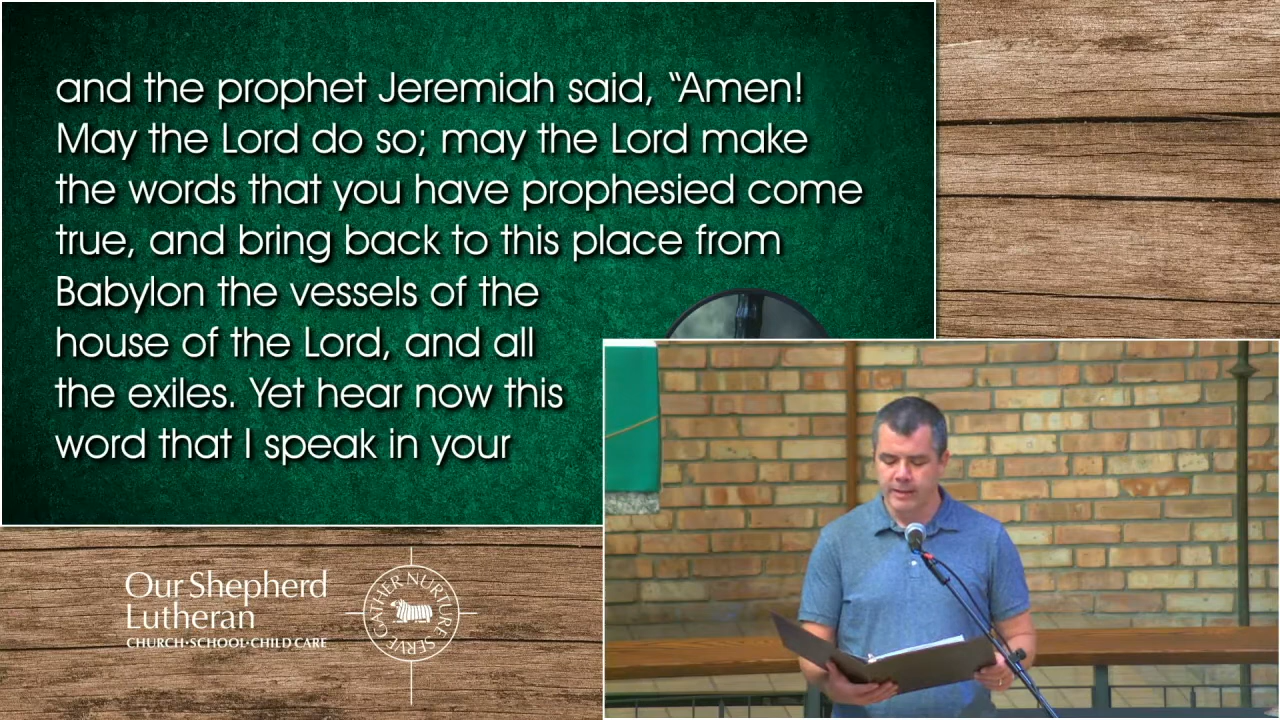 and the prophet Jeremiah said, “Amen!
May the Lord do so; may the Lord make
the words that you have prophesied come
true, and bring back to this place from
Babylon the vessels of the
house of the Lord, and all
the exiles. Yet hear now this
word that I speak in your
Our Shepherd
Lutheran
CHURCH·SCHOOL·CHILD CARE
GATHER NURTURE SERVE